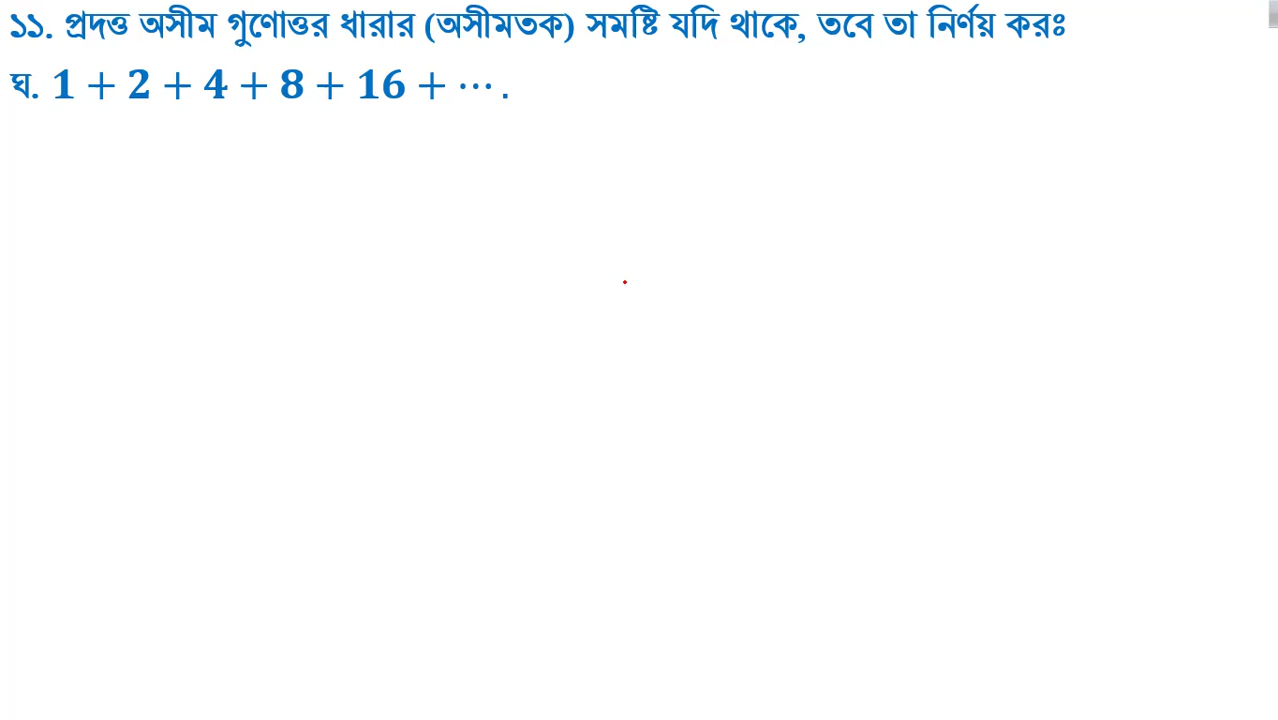 ১১. প্রদত্ত অসীম গুণোত্তর ধারার (অসীমতক) সমষ্টি যদি থাকে, তবে তা নির্ণয় করঃ
ঘ. 1 + 2 + 4 + 8 + 16 + ⋯ .